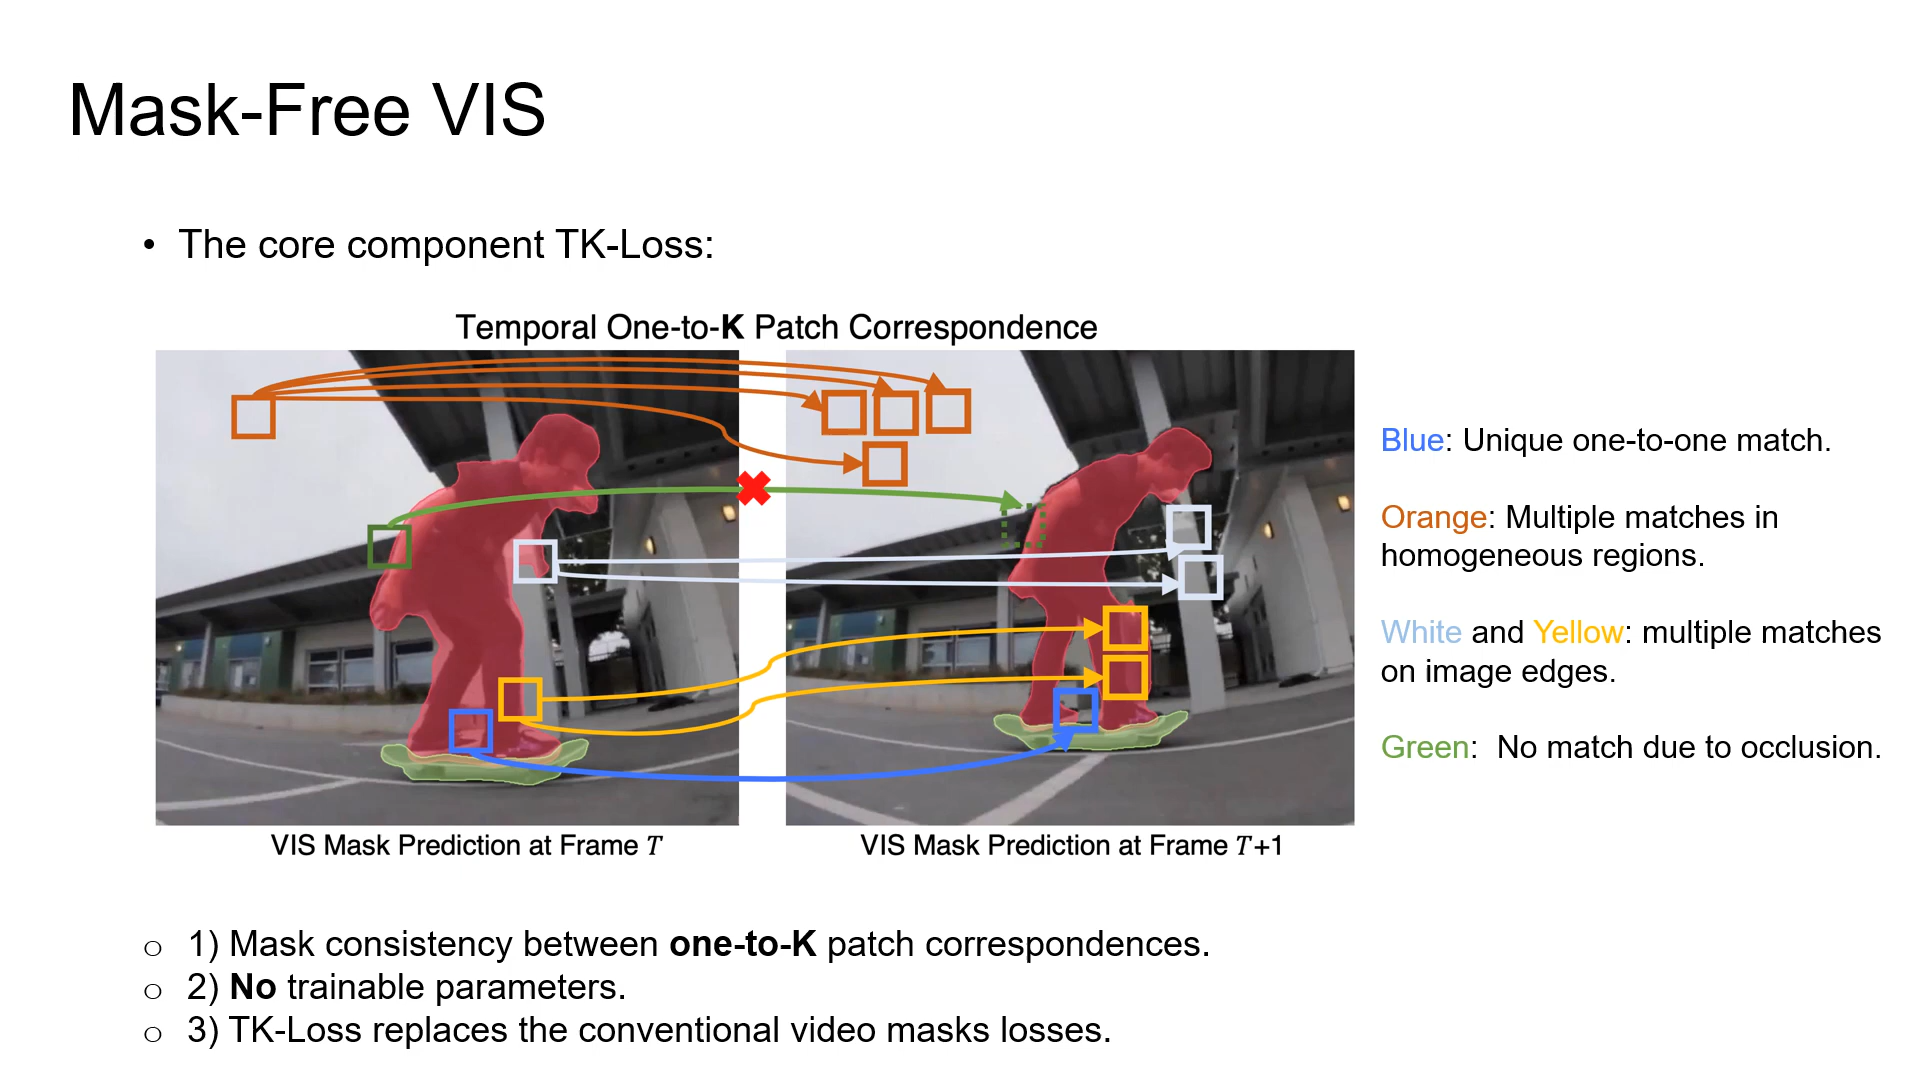 Mask-Free VIS
• The core component TK-Loss:
Temporal One-to-K Patch Correspondence
VIS Mask Prediction at Frame T
VIS Mask Prediction at Frame T+1
Blue: Unique one-to-one match.
Orange: Multiple matches in
homogeneous regions.
White and Yellow: multiple matches
on image edges.
Green: No match due to occlusion.
o 1) Mask consistency between one-to-K patch correspondences.
o 2) No trainable parameters.
o 3) TK-Loss replaces the conventional video masks losses.